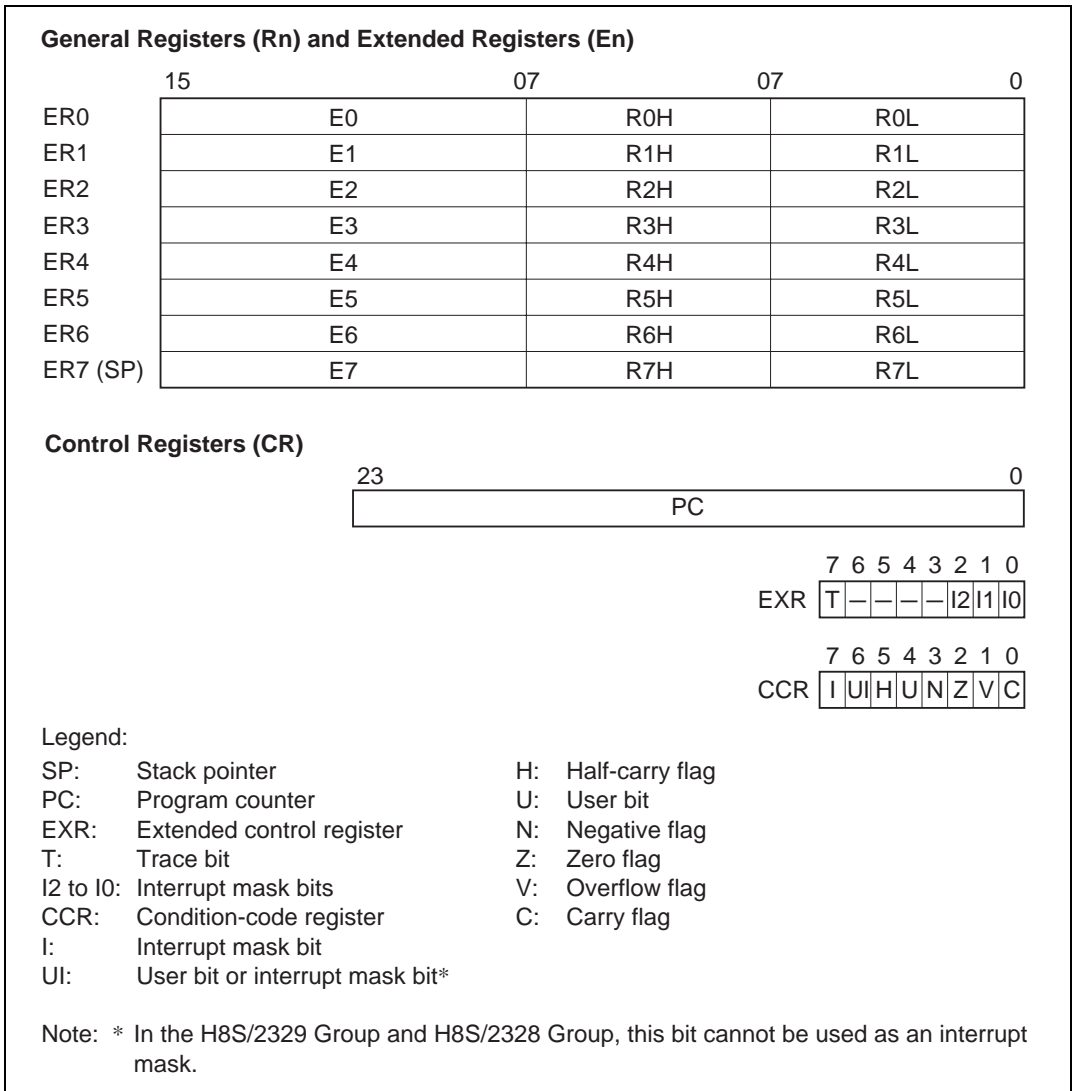 General Registers (Rn) and Extended Registers (En)
15 07 07 0
ER0 E0 R0H R0L
ER1 E1 R1H R1L
ER2 E2 R2H R2L
ER3 E3 R3H R3L
ER4 E4 R4H R4L
ER5 E5 R5H R5L
ER6 E6 R6H R6L
ER7 (SP) E7 R7H R7L
Control Registers (CR)
23 0
PC
7 6 5 4 3 2 1 0
EXR T — — — — I2 I1 I0
7 6 5 4 3 2 1 0
CCR I UI H U N Z V C
Legend:
SP: Stack pointer H: Half-carry flag
PC: Program counter U: User bit
EXR: Extended control register N: Negative flag
T: Trace bit Z: Zero flag
I2 to I0: Interrupt mask bits V: Overflow flag
CCR: Condition-code register C: Carry flag
I: Interrupt mask bit
UI: User bit or interrupt mask bit*
Note: * In the H8S/2329 Group and H8S/2328 Group, this bit cannot be used as an interrupt
mask.